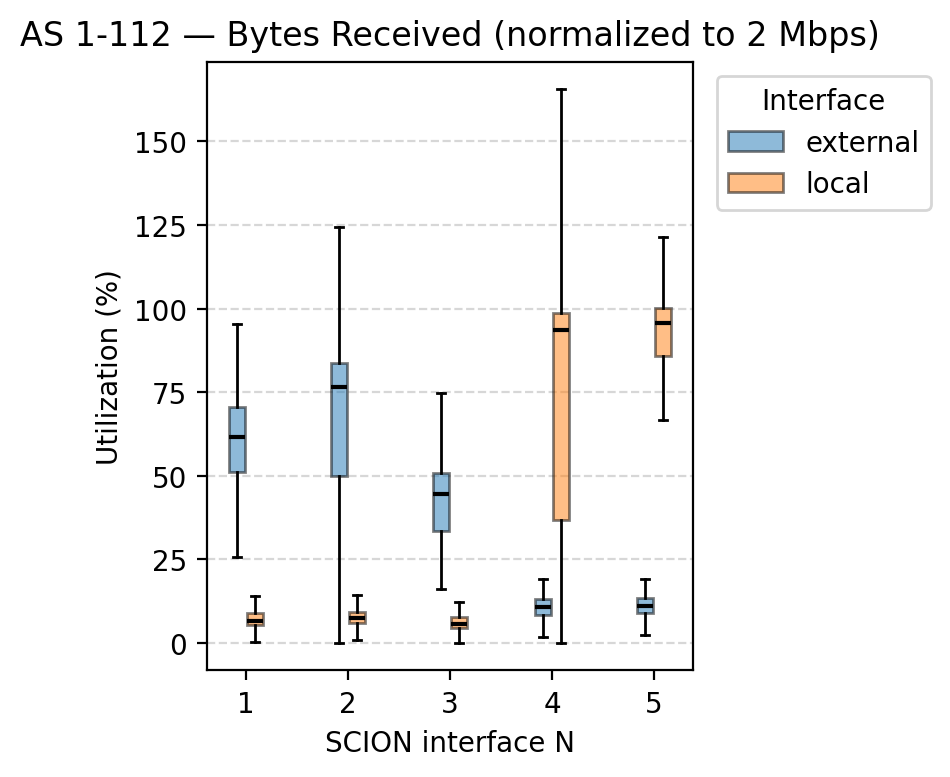 AS 1-112 — Bytes Received (normalized to 2 Mbps)
Interface
external
local
Utilization (%)
150
125
100
75
50
25
0
1 2 3 4 5
SCION interface N